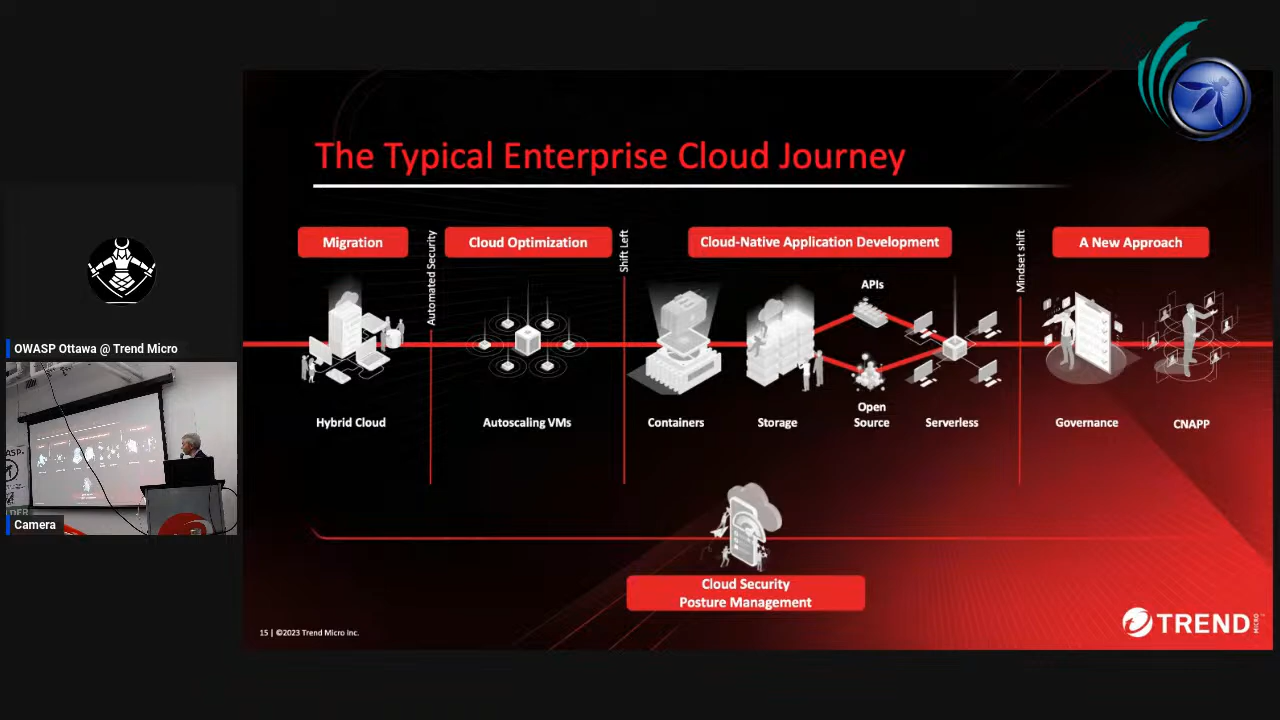 The Typical Enterprise Cloud Journey
Migration
Automated Security
Cloud Optimization
Shift Left
Cloud-Native Application Development
Mindset shift
A New Approach
APIs
Hybrid Cloud
Autoscaling VMs
Containers
Storage
Open
Source
Serverless
Governance
CNAPP
Cloud Security
Posture Management
15 | ©2023 Trend Micro Inc.
TREND
MICRO
OWASP Ottawa @ Trend Micro
Camera